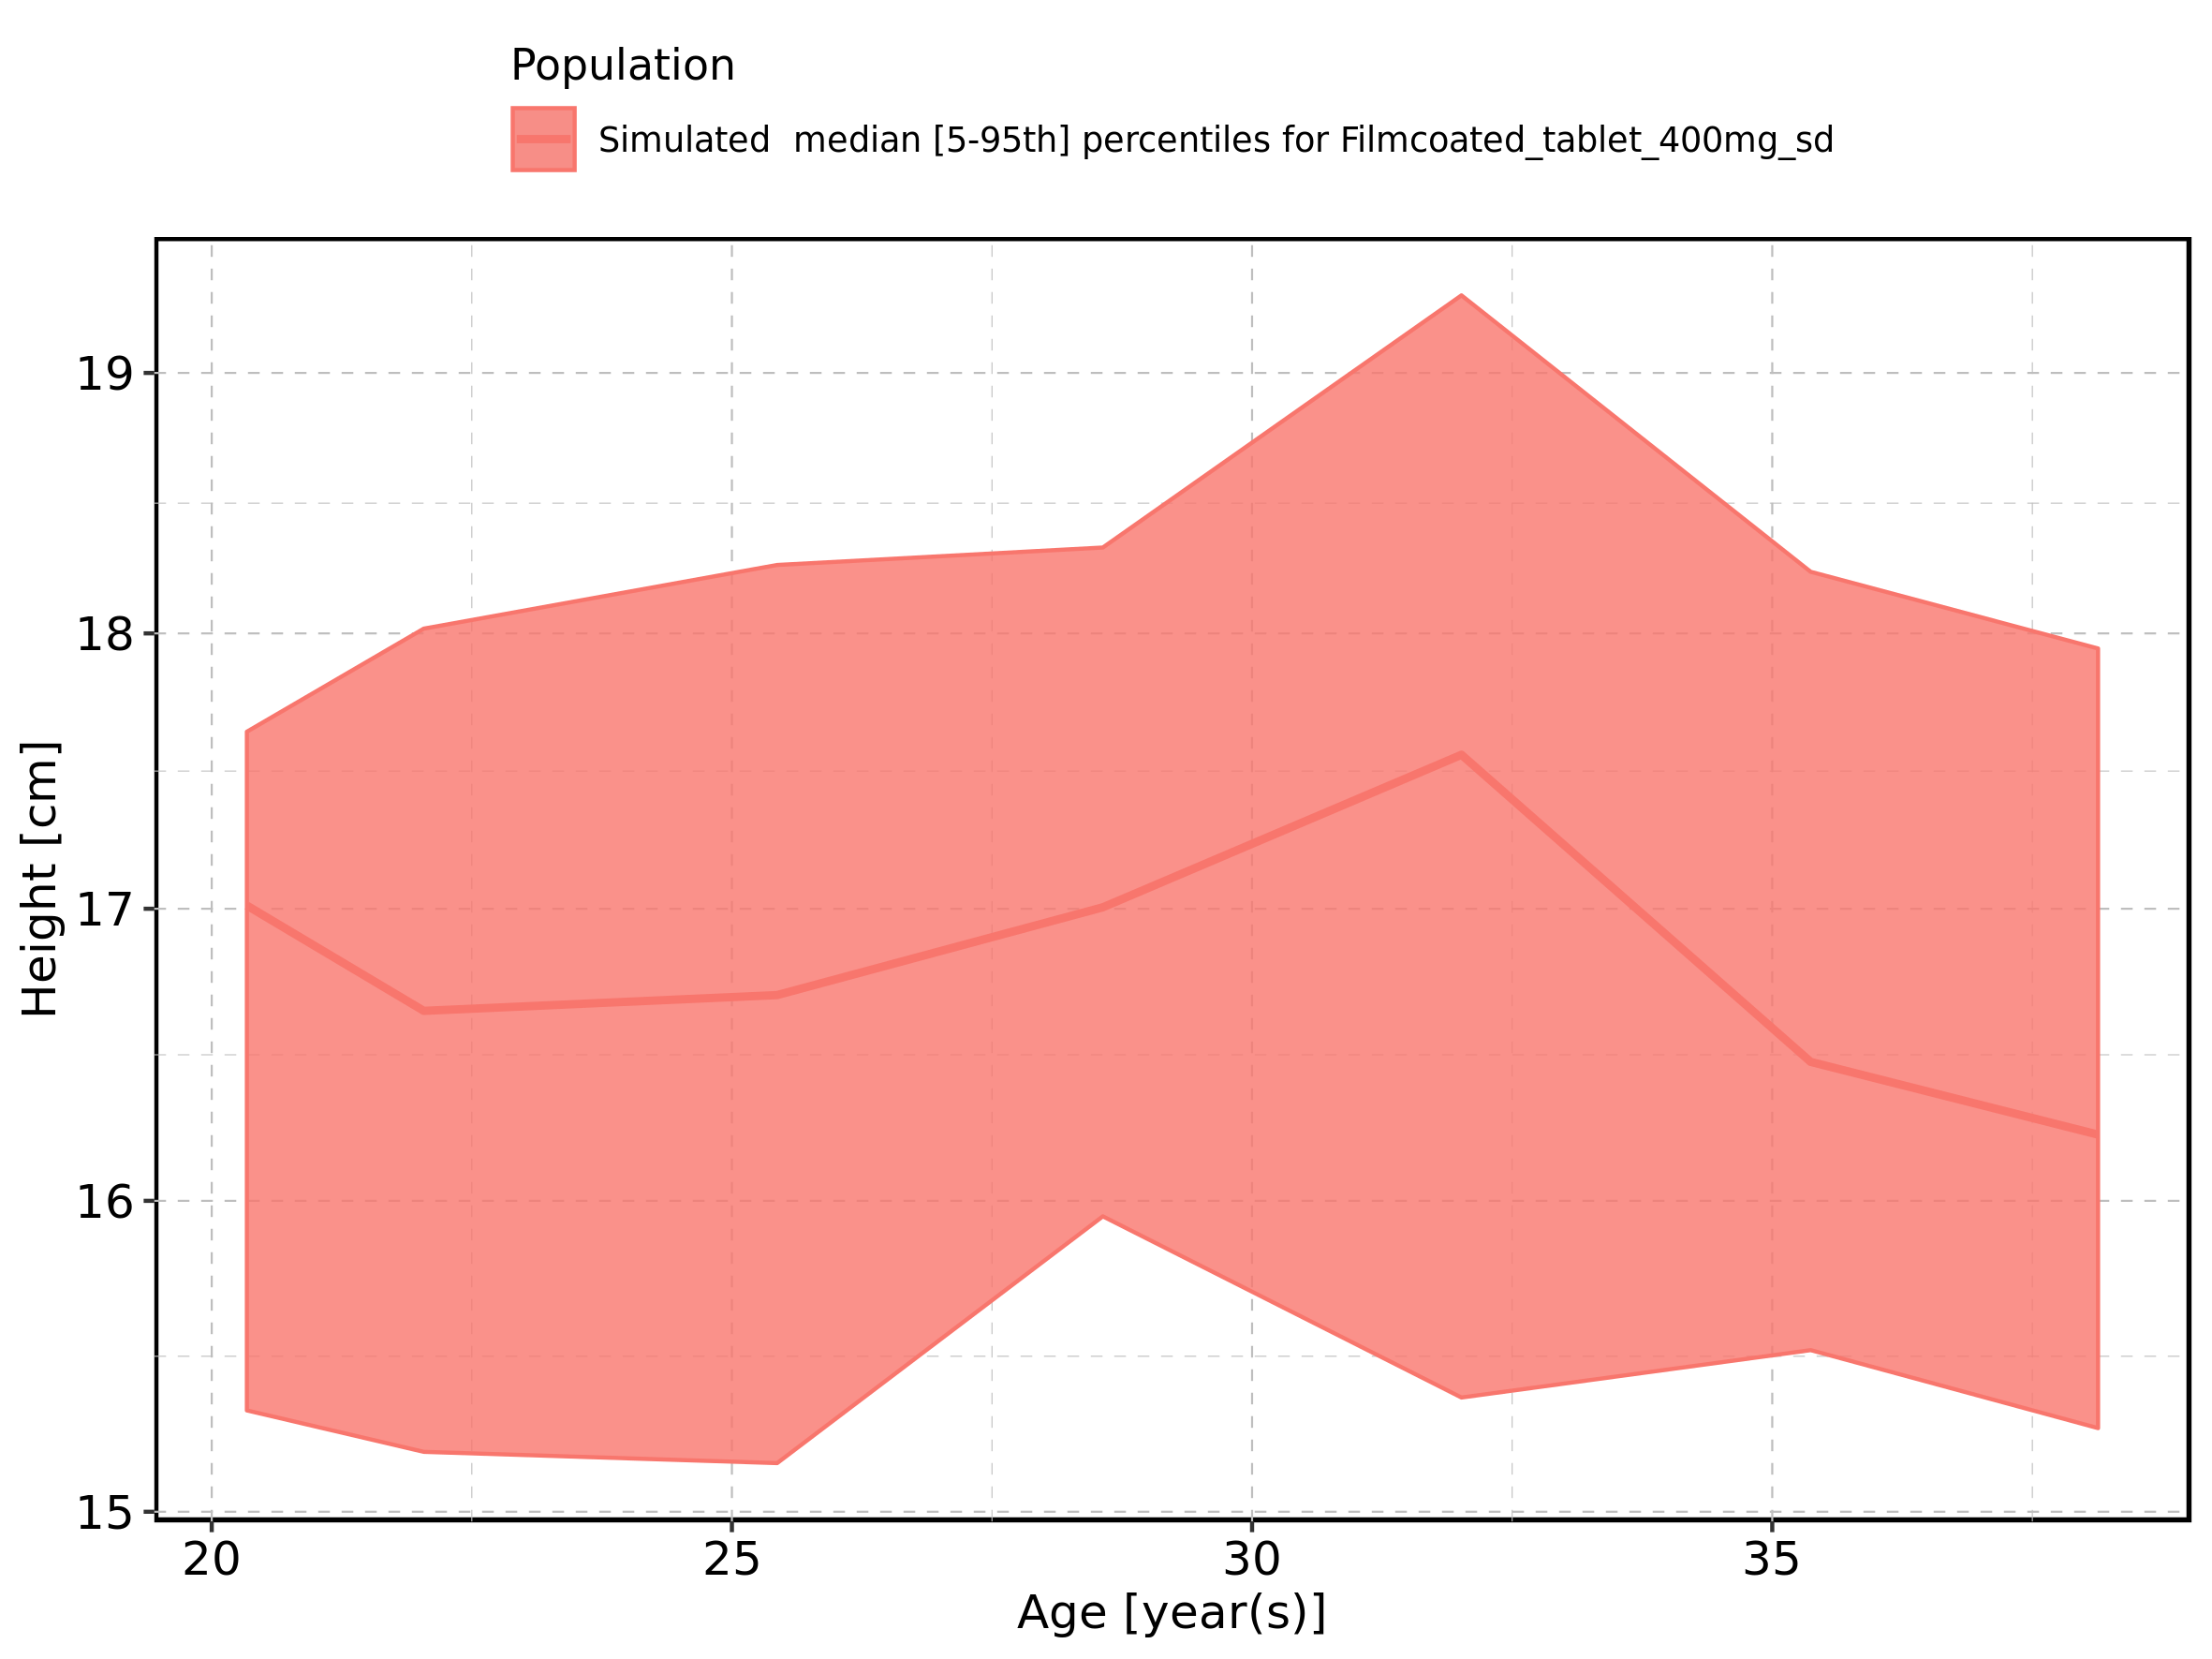 Population
Simulated  median [5-95th] percentiles for Filmcoated_tablet_400mg_sd
19
18
17
16
15
Height [cm]
20 25 30 35
Age [year(s)]